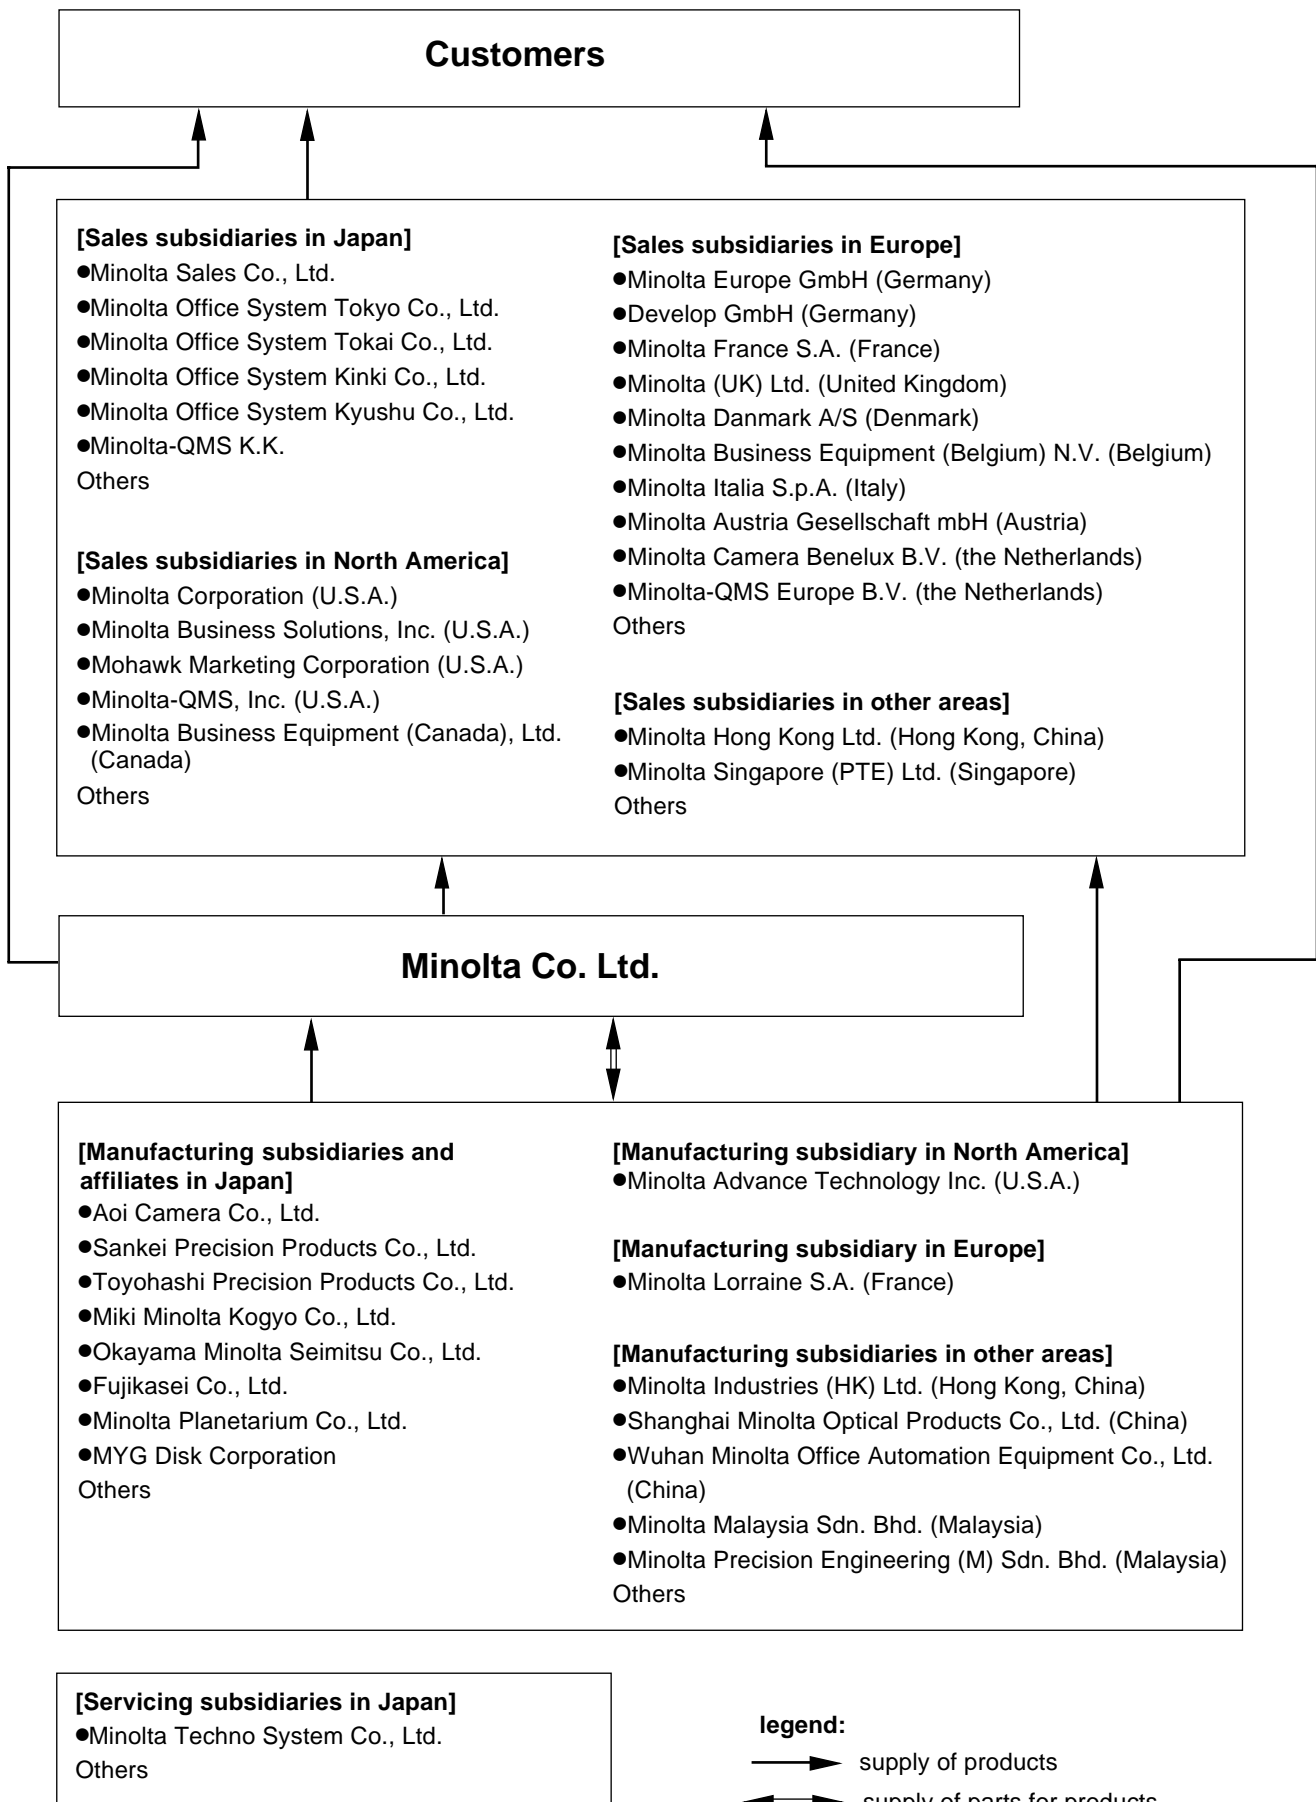 Customers
[Sales subsidiaries in Japan]
●Minolta Sales Co., Ltd.
●Minolta Office System Tokyo Co., Ltd.
●Minolta Office System Tokai Co., Ltd.
●Minolta Office System Kinki Co., Ltd.
●Minolta Office System Kyushu Co., Ltd.
●Minolta-QMS K.K.
Others
[Sales subsidiaries in North America]
●Minolta Corporation (U.S.A.)
●Minolta Business Solutions, Inc. (U.S.A.)
●Mohawk Marketing Corporation (U.S.A.)
●Minolta-QMS, Inc. (U.S.A.)
●Minolta Business Equipment (Canada), Ltd.
(Canada)
Others
[Sales subsidiaries in Europe]
●Minolta Europe GmbH (Germany)
●Develop GmbH (Germany)
●Minolta France S.A. (France)
●Minolta (UK) Ltd. (United Kingdom)
●Minolta Danmark A/S (Denmark)
●Minolta Business Equipment (Belgium) N.V. (Belgium)
●Minolta Italia S.p.A. (Italy)
●Minolta Austria Gesellschaft mbH (Austria)
●Minolta Camera Benelux B.V. (the Netherlands)
●Minolta-QMS Europe B.V. (the Netherlands)
Others
[Sales subsidiaries in other areas]
●Minolta Hong Kong Ltd. (Hong Kong, China)
●Minolta Singapore (PTE) Ltd. (Singapore)
Others
Minolta Co. Ltd.
[Manufacturing subsidiaries and
affiliates in Japan]
●Aoi Camera Co., Ltd.
●Sankei Precision Products Co., Ltd.
●Toyohashi Precision Products Co., Ltd.
●Miki Minolta Kogyo Co., Ltd.
●Okayama Minolta Seimitsu Co., Ltd.
●Fujikasei Co., Ltd.
●Minolta Planetarium Co., Ltd.
●MYG Disk Corporation
Others
[Manufacturing subsidiary in North America]
●Minolta Advance Technology Inc. (U.S.A.)
[Manufacturing subsidiary in Europe]
●Minolta Lorraine S.A. (France)
[Manufacturing subsidiaries in other areas]
●Minolta Industries (HK) Ltd. (Hong Kong, China)
●Shanghai Minolta Optical Products Co., Ltd. (China)
●Wuhan Minolta Office Automation Equipment Co., Ltd.
(China)
●Minolta Malaysia Sdn. Bhd. (Malaysia)
●Minolta Precision Engineering (M) Sdn. Bhd. (Malaysia)
Others
[Servicing subsidiaries in Japan]
●Minolta Techno System Co., Ltd.
Others
legend:
supply of products
supply of parts for products